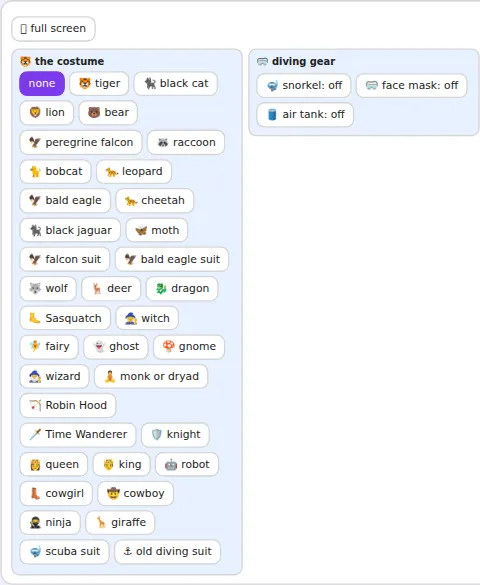 full screen
the costume
none tiger black cat
lion bear
peregrine falcon raccoon
bobcat leopard
bald eagle cheetah
black jaguar moth
falcon suit bald eagle suit
wolf deer dragon
Sasquatch witch
fairy ghost gnome
wizard monk or dryad
Robin Hood
Time Wanderer knight
queen king robot
cowgirl cowboy
ninja giraffe
scuba suit old diving suit
diving gear
snorkel: off face mask: off
air tank: off